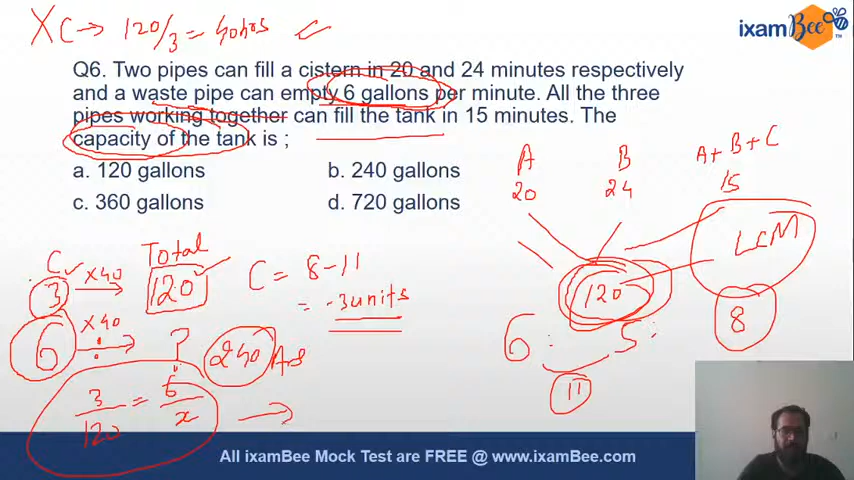 XC → 120/3 = 40hrs
ixamBee
Q6. Two pipes can fill a cistern in 20 and 24 minutes respectively
and a waste pipe can empty 6 gallons per minute. All the three
pipes working together can fill the tank in 15 minutes. The
capacity of the tank is ;
a. 120 gallons
b. 240 gallons
c. 360 gallons
d. 720 gallons
A B A+B+C
20 24 15
LCM
120
8
6 : 5 :
11
C Total
3 ×40 → 120
6 ×40 → ?
240 Ans
C = 8-11
= -3units
3/120 = 6/x →
All ixamBee Mock Test are FREE @ www.ixamBee.com